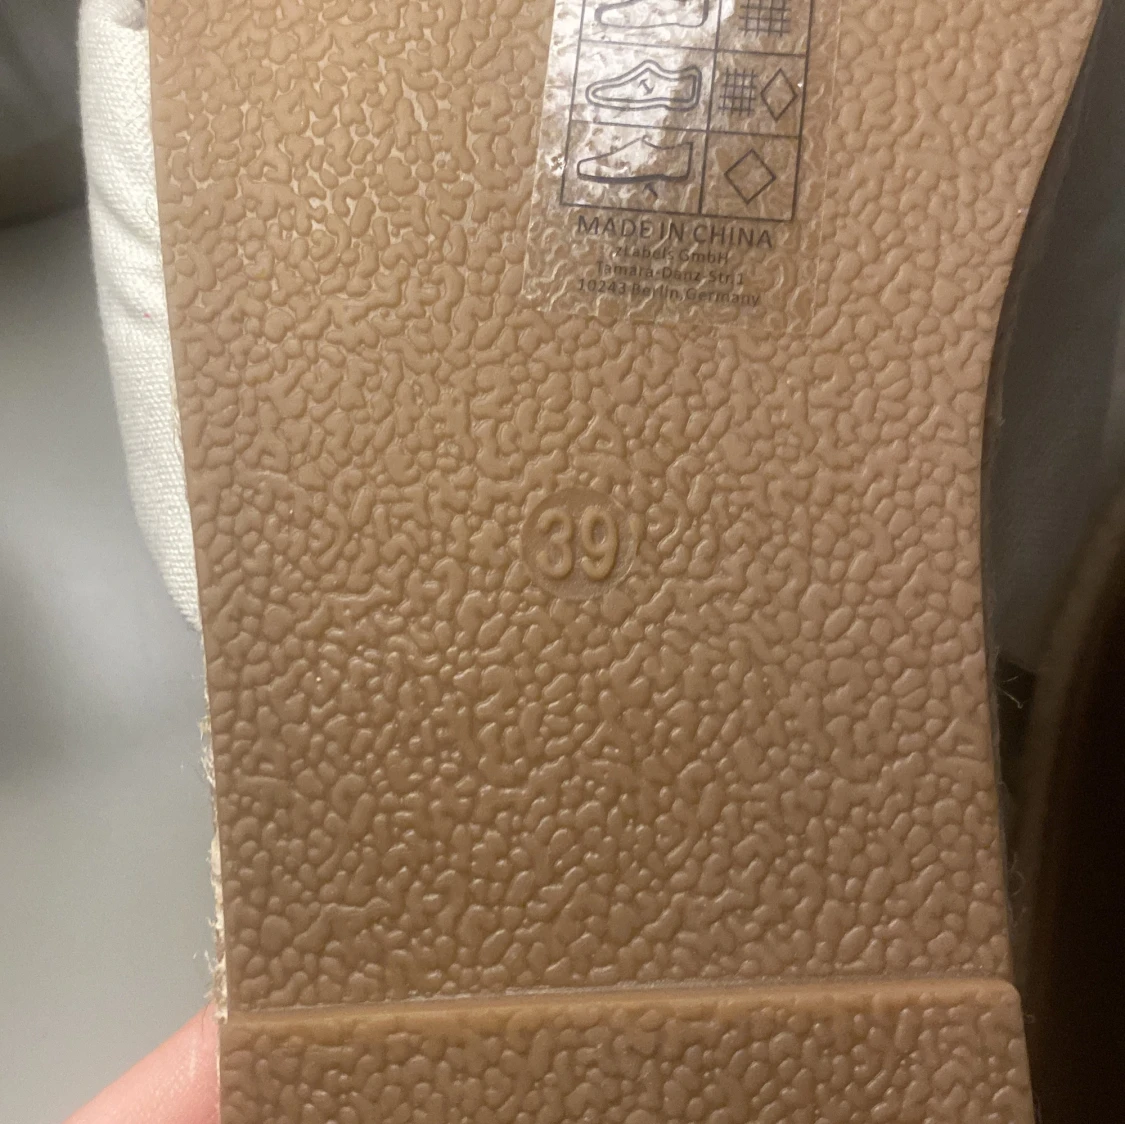 MADE IN CHINA
zLabels GmbH
Tamara-Danz-Str.1
10243 Berlin,Germany
39